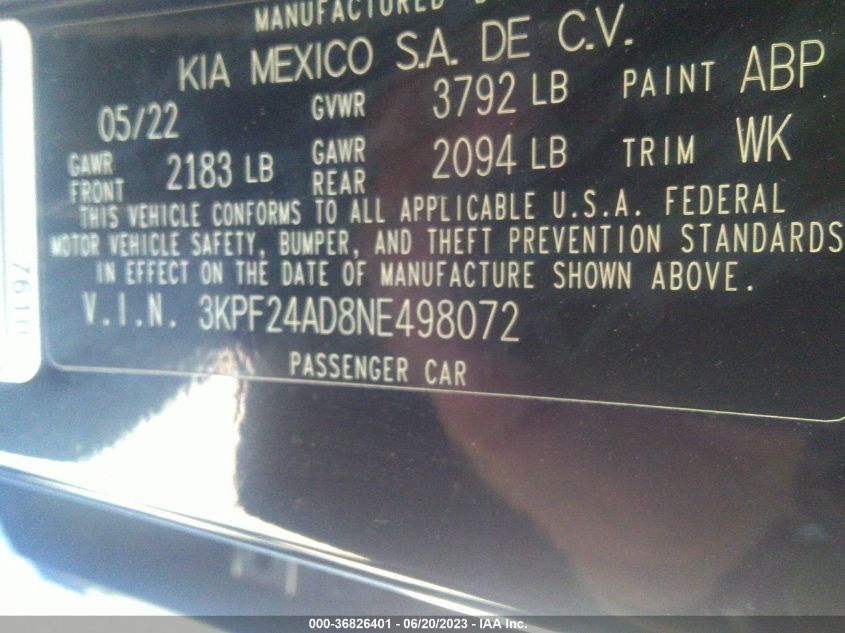 MANUFACTURED
KIA MEXICO S.A. DE C.V.
05/22 GVWR 3792 LB PAINT ABP
GAWR FRONT 2183 LB GAWR REAR 2094 LB TRIM WK
THIS VEHICLE CONFORMS TO ALL APPLICABLE U.S.A. FEDERAL
MOTOR VEHICLE SAFETY, BUMPER, AND THEFT PREVENTION STANDARDS
IN EFFECT ON THE DATE OF MANUFACTURE SHOWN ABOVE.
V.I.N. 3KPF24AD8NE498072
PASSENGER CAR
7610
000-36826401 - 06/20/2023 - IAA Inc.